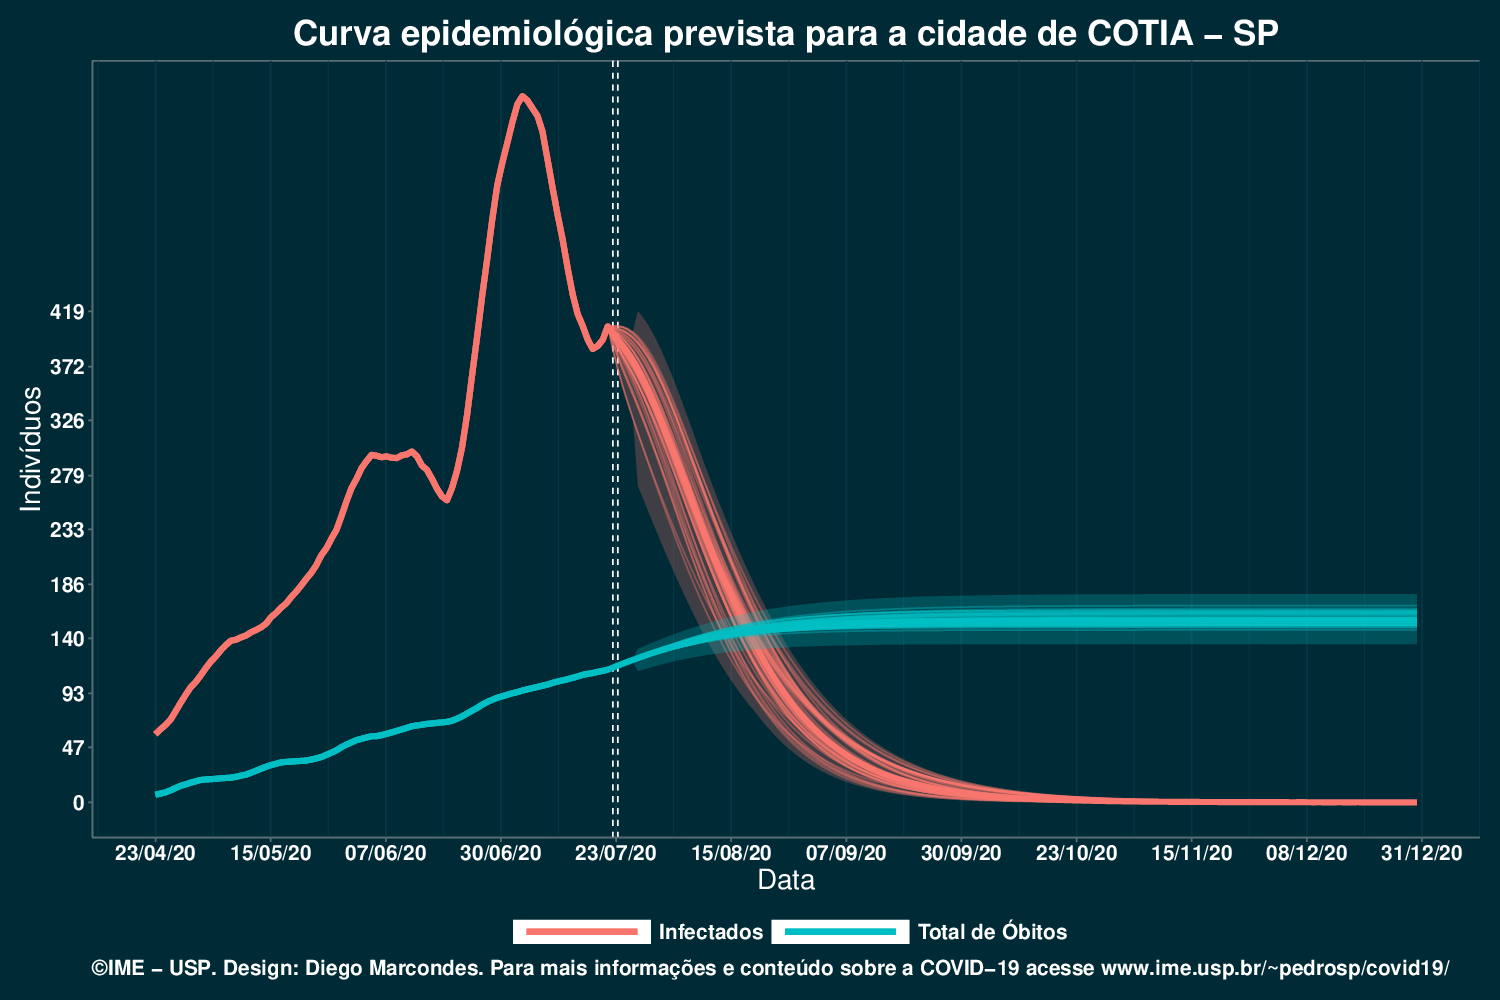 Curva epidemiológica prevista para a cidade de COTIA – SP
Indivíduos
419
372
326
279
233
186
140
93
47
0
23/04/20 15/05/20 07/06/20 30/06/20 23/07/20 15/08/20 07/09/20 30/09/20 23/10/20 15/11/20 08/12/20 31/12/20
Data
Infectados Total de Óbitos
©IME – USP. Design: Diego Marcondes. Para mais informações e conteúdo sobre a COVID–19 acesse www.ime.usp.br/~pedrosp/covid19/